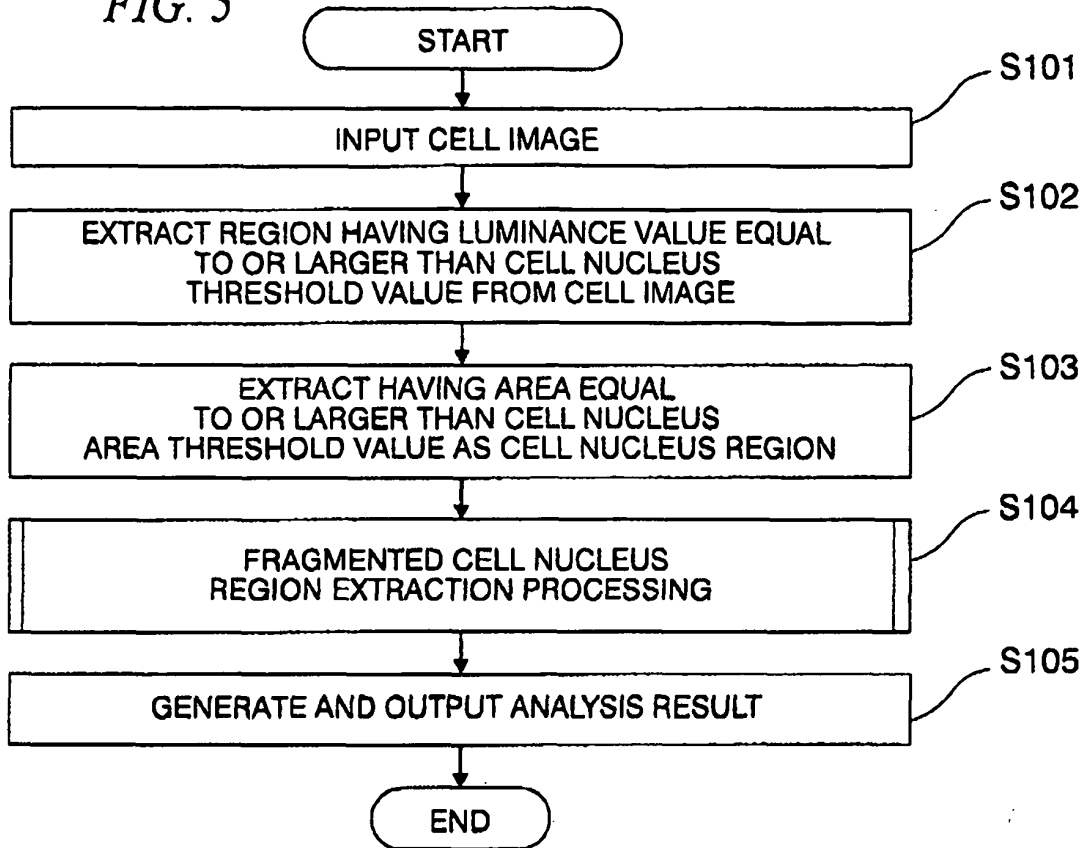 FIG. 5
START
S101
INPUT CELL IMAGE
S102
EXTRACT REGION HAVING LUMINANCE VALUE EQUAL
TO OR LARGER THAN CELL NUCLEUS
THRESHOLD VALUE FROM CELL IMAGE
S103
EXTRACT HAVING AREA EQUAL
TO OR LARGER THAN CELL NUCLEUS
AREA THRESHOLD VALUE AS CELL NUCLEUS REGION
S104
FRAGMENTED CELL NUCLEUS
REGION EXTRACTION PROCESSING
S105
GENERATE AND OUTPUT ANALYSIS RESULT
END